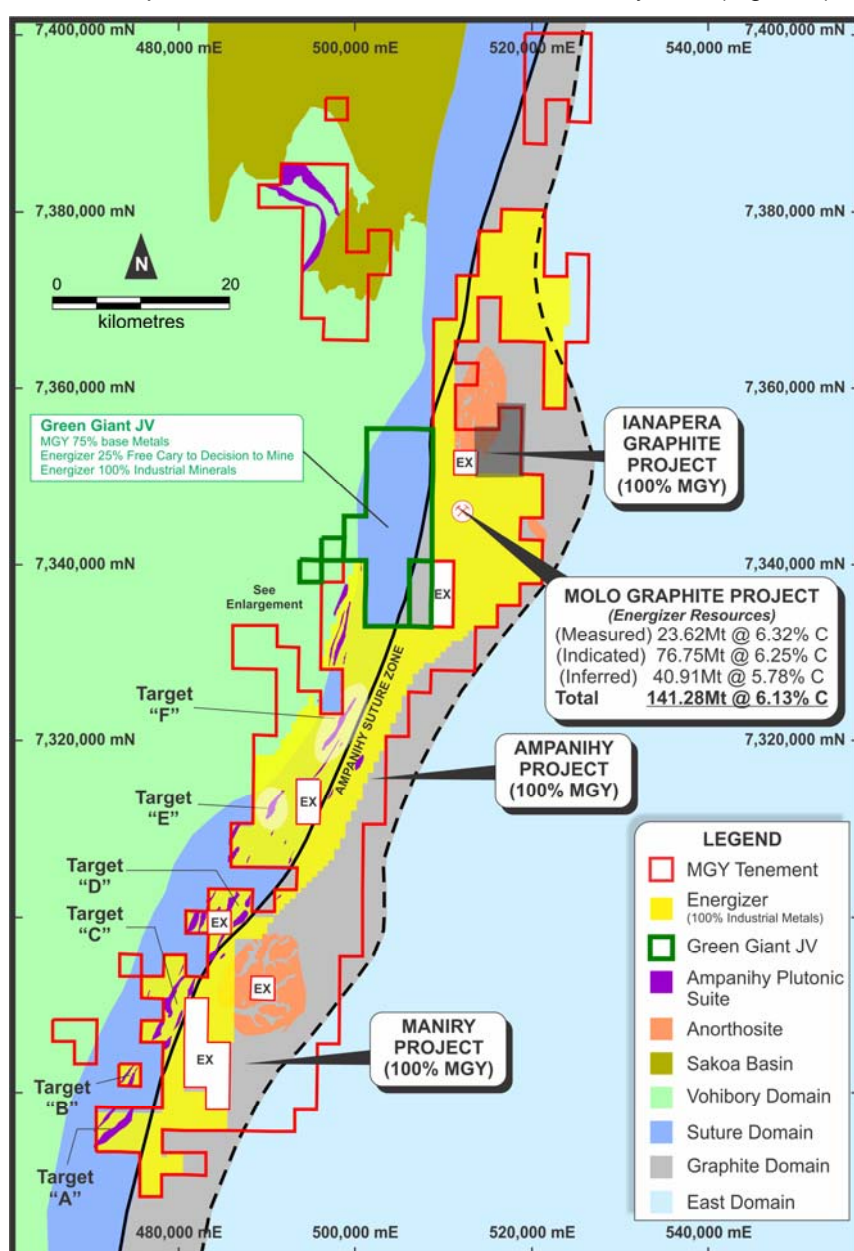 7,400,000 mN
480,000 mE
500,000 mE
520,000 mE
540,000 mE
7,400,000 mN
7,380,000 mN
7,380,000 mN
N
0
20
kilometres
7,360,000 mN
7,360,000 mN
Green Giant JV
MGY 75% base Metals
Energizer 25% Free Cary to Decision to Mine
Energizer 100% Industrial Minerals
IANAPERA
GRAPHITE
PROJECT
(100% MGY)
EX
7,340,000 mN
7,340,000 mN
See
Enlargement
EX
MOLO GRAPHITE PROJECT
(Energizer Resources)
(Measured) 23.62Mt @ 6.32% C
(Indicated) 76.75Mt @ 6.25% C
(Inferred) 40.91Mt @ 5.78% C
Total 141.28Mt @ 6.13% C
Target
"F"
AMPANIHY SUTURE ZONE
7,320,000 mN
7,320,000 mN
AMPANIHY
PROJECT
(100% MGY)
Target
"E"
EX
Target
"D"
Target
"C"
EX
EX
EX
MANIRY
PROJECT
(100% MGY)
Target
"B"
Target
"A"
LEGEND
MGY Tenement
Energizer
(100% Industrial Metals)
Green Giant JV
Ampanihy Plutonic
Suite
Anorthosite
Sakoa Basin
Vohibory Domain
Suture Domain
Graphite Domain
East Domain
480,000 mE
500,000 mE
520,000 mE
540,000 mE